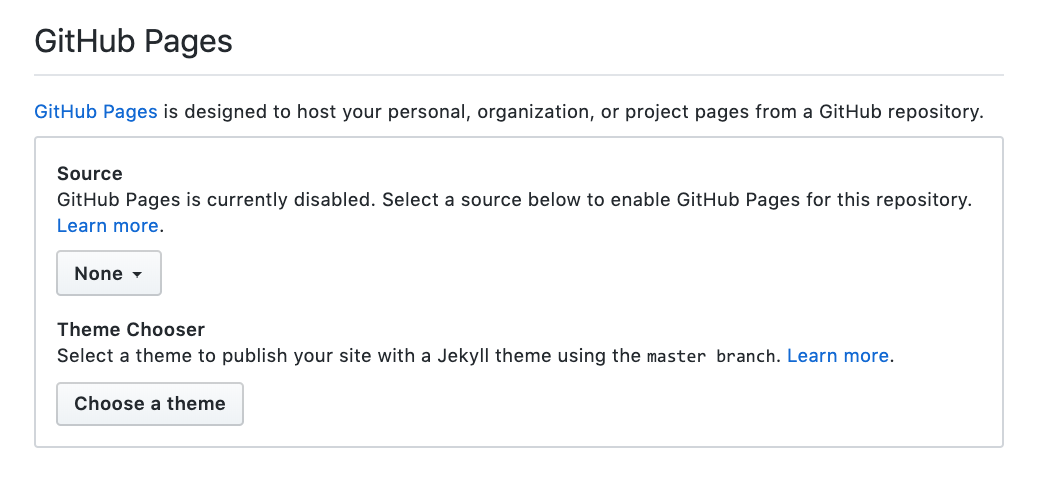 GitHub Pages
GitHub Pages is designed to host your personal, organization, or project pages from a GitHub repository.
Source
GitHub Pages is currently disabled. Select a source below to enable GitHub Pages for this repository.
Learn more.
None
Theme Chooser
Select a theme to publish your site with a Jekyll theme using the master branch. Learn more.
Choose a theme